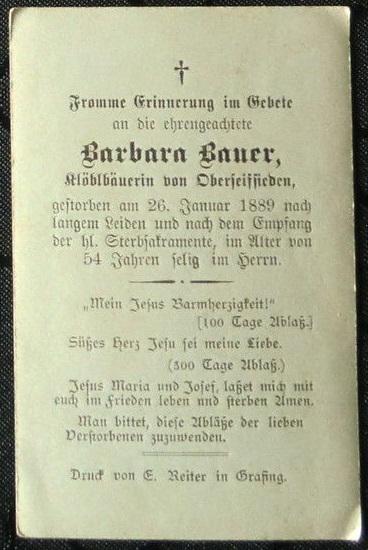 Fromme Erinnerung im Gebete
an die ehrengeachtete
Barbara Bauer,
Klöblbäuerin von Oberseifsieden,
gestorben am 26. Januar 1889 nach
langem Leiden und nach dem Empfang
der hl. Sterbsakramente, im Alter von
54 Jahren selig im Herrn.
„Mein Jesus Barmherzigkeit!"
[100 Tage Ablaß.]
Süßes Herz Jesu sei meine Liebe.
(300 Tage Ablaß.)
Jesus Maria und Josef, laßet mich mit
euch im Frieden leben und sterben Amen.
Man bittet, diese Abläße der lieben
Verstorbenen zuzuwenden.
Druck von E. Reiter in Grafing.